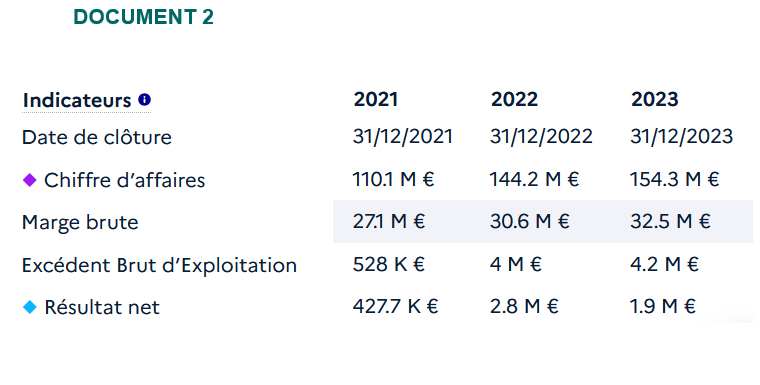 DOCUMENT 2
Indicateurs 2021 2022 2023
Date de clôture 31/12/2021 31/12/2022 31/12/2023
Chiffre d’affaires 110.1 M € 144.2 M € 154.3 M €
Marge brute 27.1 M € 30.6 M € 32.5 M €
Excédent Brut d’Exploitation 528 K € 4 M € 4.2 M €
Résultat net 427.7 K € 2.8 M € 1.9 M €